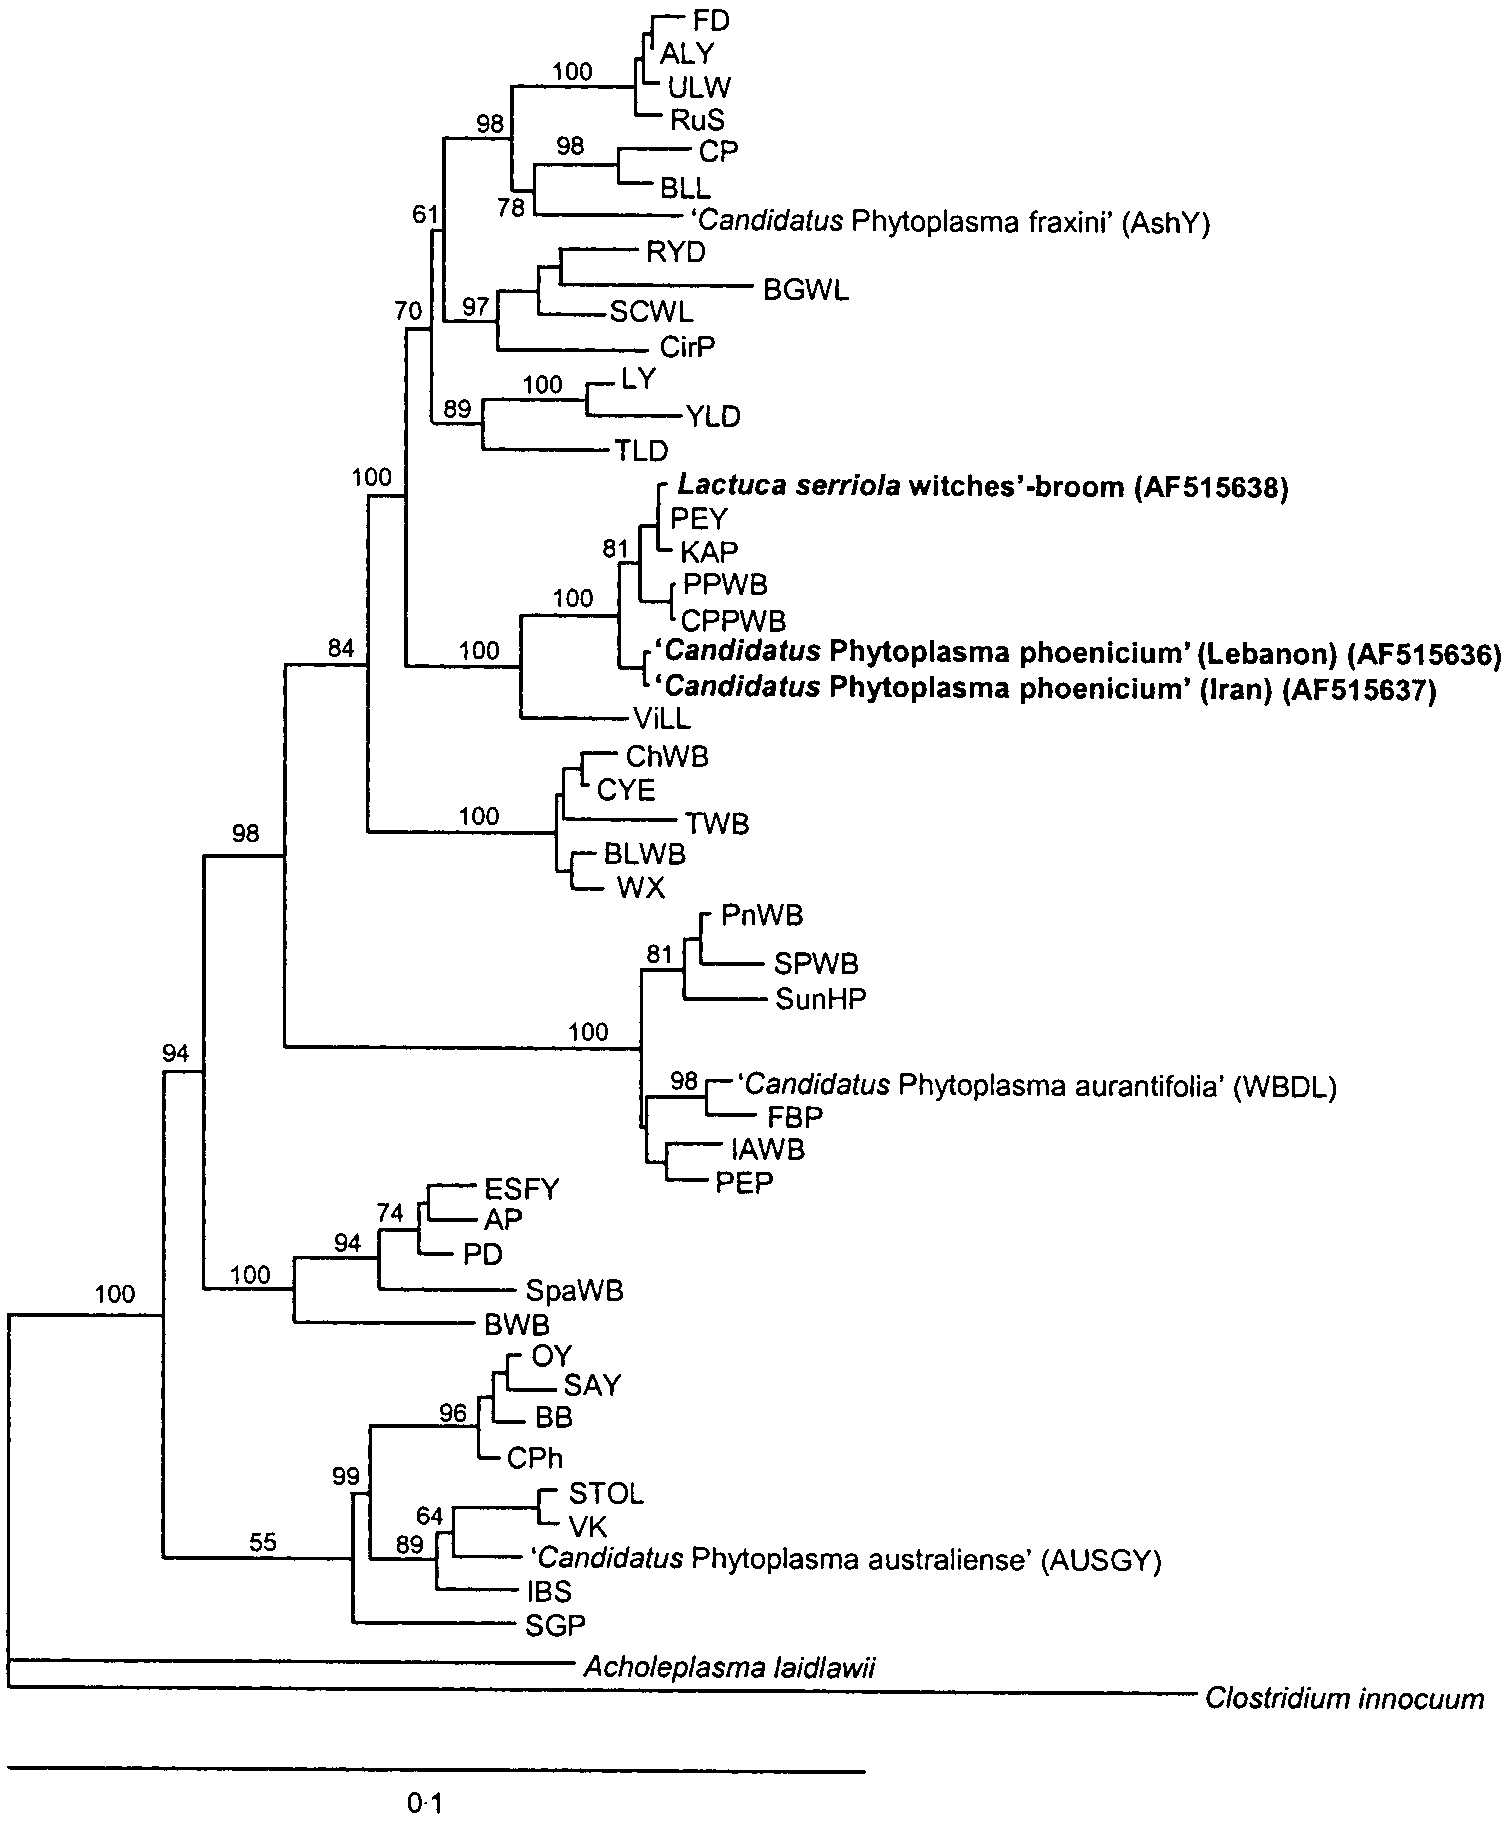 FD
ALY
100
ULW
RuS
98
98
CP
BLL
78
‘Candidatus Phytoplasma fraxini’ (AshY)
61
RYD
BGWL
70
97
SCWL
CirP
LY
100
89
YLD
TLD
100
Lactuca serriola witches’-broom (AF515638)
PEY
81
KAP
PPWB
100
CPPWB
84
100
‘Candidatus Phytoplasma phoenicium’ (Lebanon) (AF515636)
‘Candidatus Phytoplasma phoenicium’ (Iran) (AF515637)
ViLL
ChWB
CYE
100
TWB
98
BLWB
WX
PnWB
81
SPWB
SunHP
100
94
98
‘Candidatus Phytoplasma aurantifolia’ (WBDL)
FBP
IAWB
PEP
ESFY
74
AP
94
PD
100
SpaWB
100
BWB
OY
SAY
96
BB
CPh
99
STOL
64
VK
55
89
‘Candidatus Phytoplasma australiense’ (AUSGY)
IBS
SGP
Acholeplasma laidlawii
Clostridium innocuum
0·1